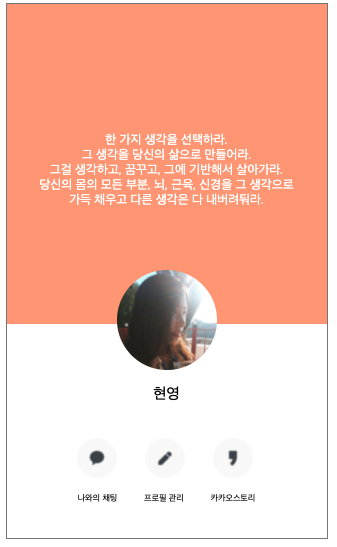 한 가지 생각을 선택하라.
그 생각을 당신의 삶으로 만들어라.
그걸 생각하고, 꿈꾸고, 그에 기반해서 살아가라.
당신의 몸의 모든 부분, 뇌, 근육, 신경을 그 생각으로
가득 채우고 다른 생각은 다 내버려둬라.
현영
나와의 채팅 프로필 관리 카카오스토리